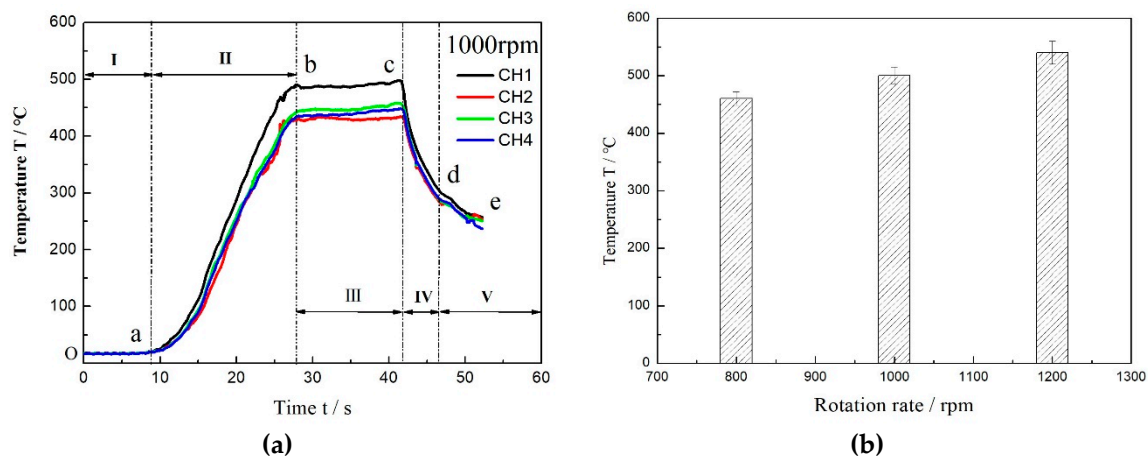 600
500
400
300
200
100
O
Temperature T / °C
I
II
III
IV
V
a
b
c
d
e
1000rpm
CH1
CH2
CH3
CH4
0
10
20
30
40
50
60
Time t / s
(a)
600
500
400
300
200
100
0
Temperature T / °C
700
800
900
1000
1100
1200
1300
Rotation rate / rpm
(b)